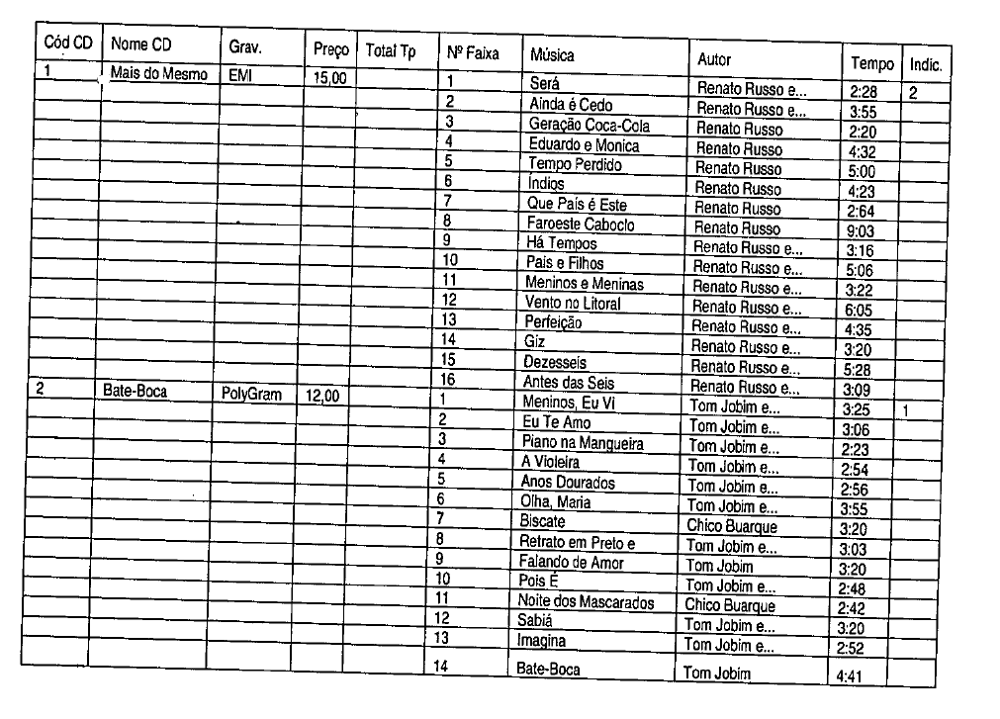 Cód CD Nome CD Grav. Preço Total Tp Nº Faixa Música Autor Tempo Indic.
1 Mais do Mesmo EMI 15,00 1 Será Renato Russo e... 2:28 2
2 Ainda é Cedo Renato Russo e... 3:55
3 Geração Coca-Cola Renato Russo 2:20
4 Eduardo e Monica Renato Russo 4:32
5 Tempo Perdido Renato Russo 5:00
6 Índios Renato Russo 4:23
7 Que País é Este Renato Russo 2:64
8 Faroeste Caboclo Renato Russo 9:03
9 Há Tempos Renato Russo e... 3:16
10 Pais e Filhos Renato Russo e... 5:06
11 Meninos e Meninas Renato Russo e... 3:22
12 Vento no Litoral Renato Russo e... 6:05
13 Perfeição Renato Russo e... 4:35
14 Giz Renato Russo e... 3:20
15 Dezesseis Renato Russo e... 5:28
16 Antes das Seis Renato Russo e... 3:09
2 Bate-Boca PolyGram 12,00 1 Meninos, Eu Vi Tom Jobim e... 3:25 1
2 Eu Te Amo Tom Jobim e... 3:06
3 Piano na Mangueira Tom Jobim e... 2:23
4 A Violeira Tom Jobim e... 2:54
5 Anos Dourados Tom Jobim e... 2:56
6 Olha, Maria Tom Jobim e... 3:55
7 Biscate Chico Buarque 3:20
8 Retrato em Preto e Tom Jobim e... 3:03
9 Falando de Amor Tom Jobim 3:20
10 Pois É Tom Jobim e... 2:48
11 Noite dos Mascarados Chico Buarque 2:42
12 Sabiá Tom Jobim e... 3:20
13 Imagina Tom Jobim e... 2:52
14 Bate-Boca Tom Jobim 4:41